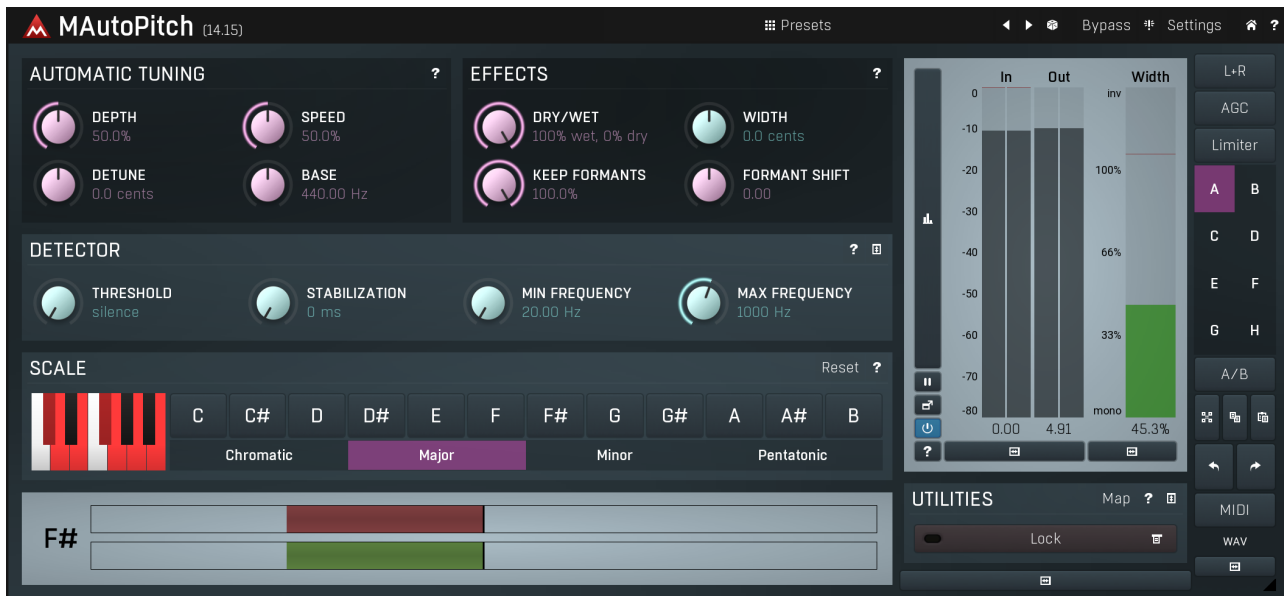 MAutoPitch (14.15) Presets Bypass Settings ?
AUTOMATIC TUNING ?
DEPTH
50.0%
SPEED
50.0%
DETUNE
0.0 cents
BASE
440.00 Hz
EFFECTS ?
DRY/WET
100% wet, 0% dry
WIDTH
0.0 cents
KEEP FORMANTS
100.0%
FORMANT SHIFT
0.00
DETECTOR ?
THRESHOLD
silence
STABILIZATION
0 ms
MIN FREQUENCY
20.00 Hz
MAX FREQUENCY
1000 Hz
SCALE Reset ?
C C# D D# E F F# G G# A A# B
Chromatic Major Minor Pentatonic
F#
In Out Width
0 inv
-10
-20 100%
-30
-40 66%
-50
-60 33%
-70
-80 mono
0.00 4.91 45.3%
?
UTILITIES Map ?
Lock
L+R
AGC
Limiter
A B
C D
E F
G H
A/B
MIDI
WAV